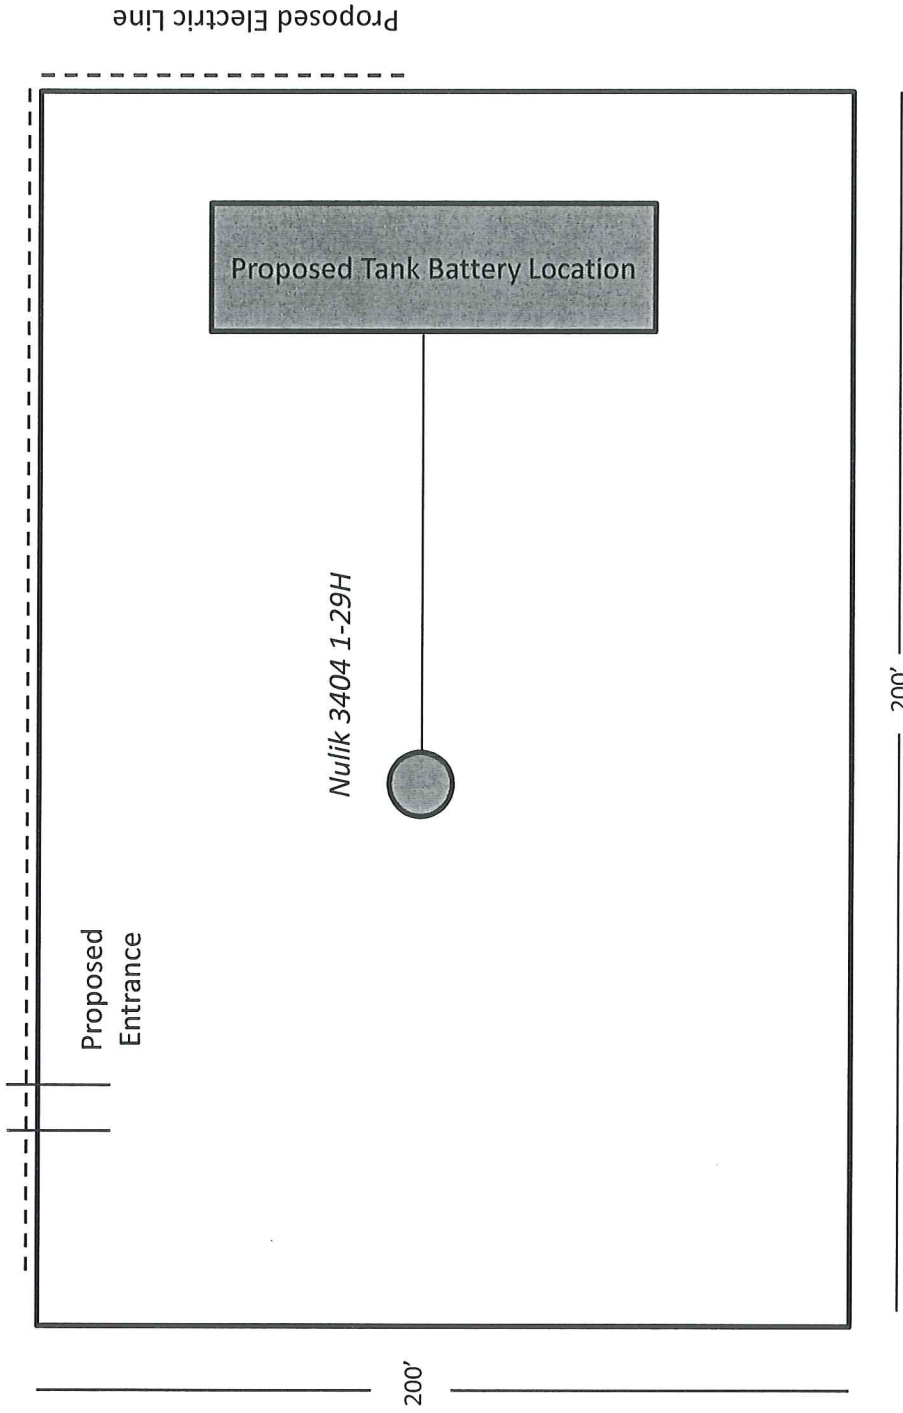 Proposed Electric Line
Proposed Tank Battery Location
Nulik 3404 1-29H
Proposed
Entrance
200'
200'